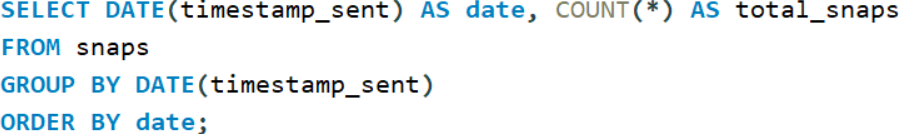 SELECT DATE(timestamp_sent) AS date, COUNT(*) AS total_snaps
FROM snaps
GROUP BY DATE(timestamp_sent)
ORDER BY date;